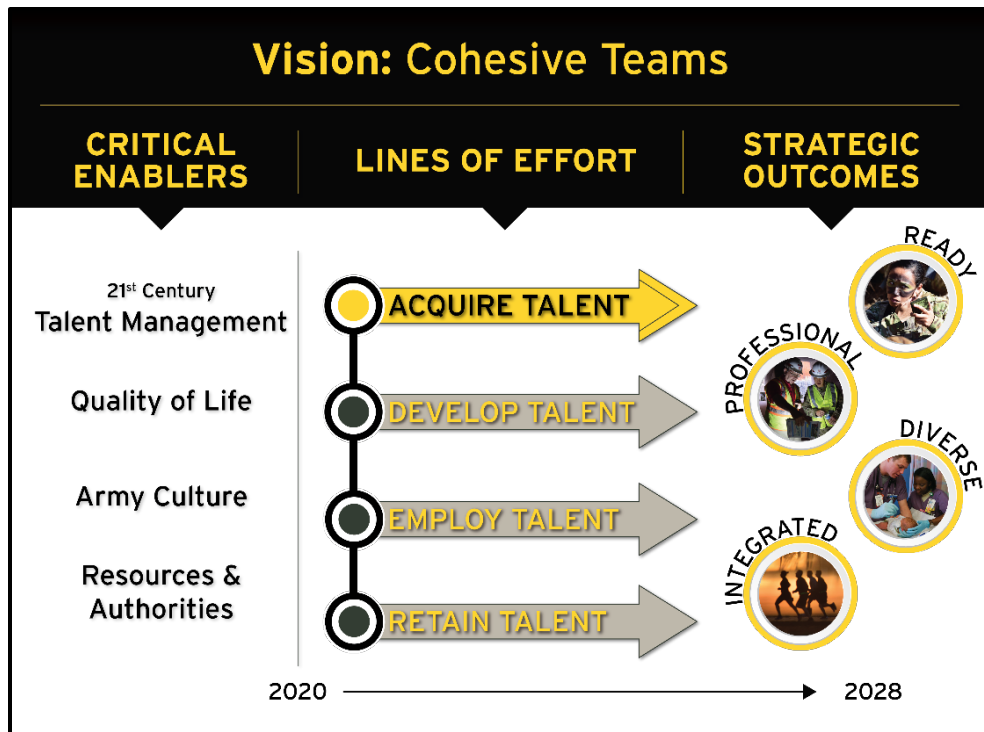 Vision: Cohesive Teams
CRITICAL
ENABLERS
LINES OF EFFORT
STRATEGIC
OUTCOMES
21st Century
Talent Management
Quality of Life
Army Culture
Resources &
Authorities
ACQUIRE TALENT
DEVELOP TALENT
EMPLOY TALENT
RETAIN TALENT
READY
PROFESSIONAL
DIVERSE
INTEGRATED
2020
2028